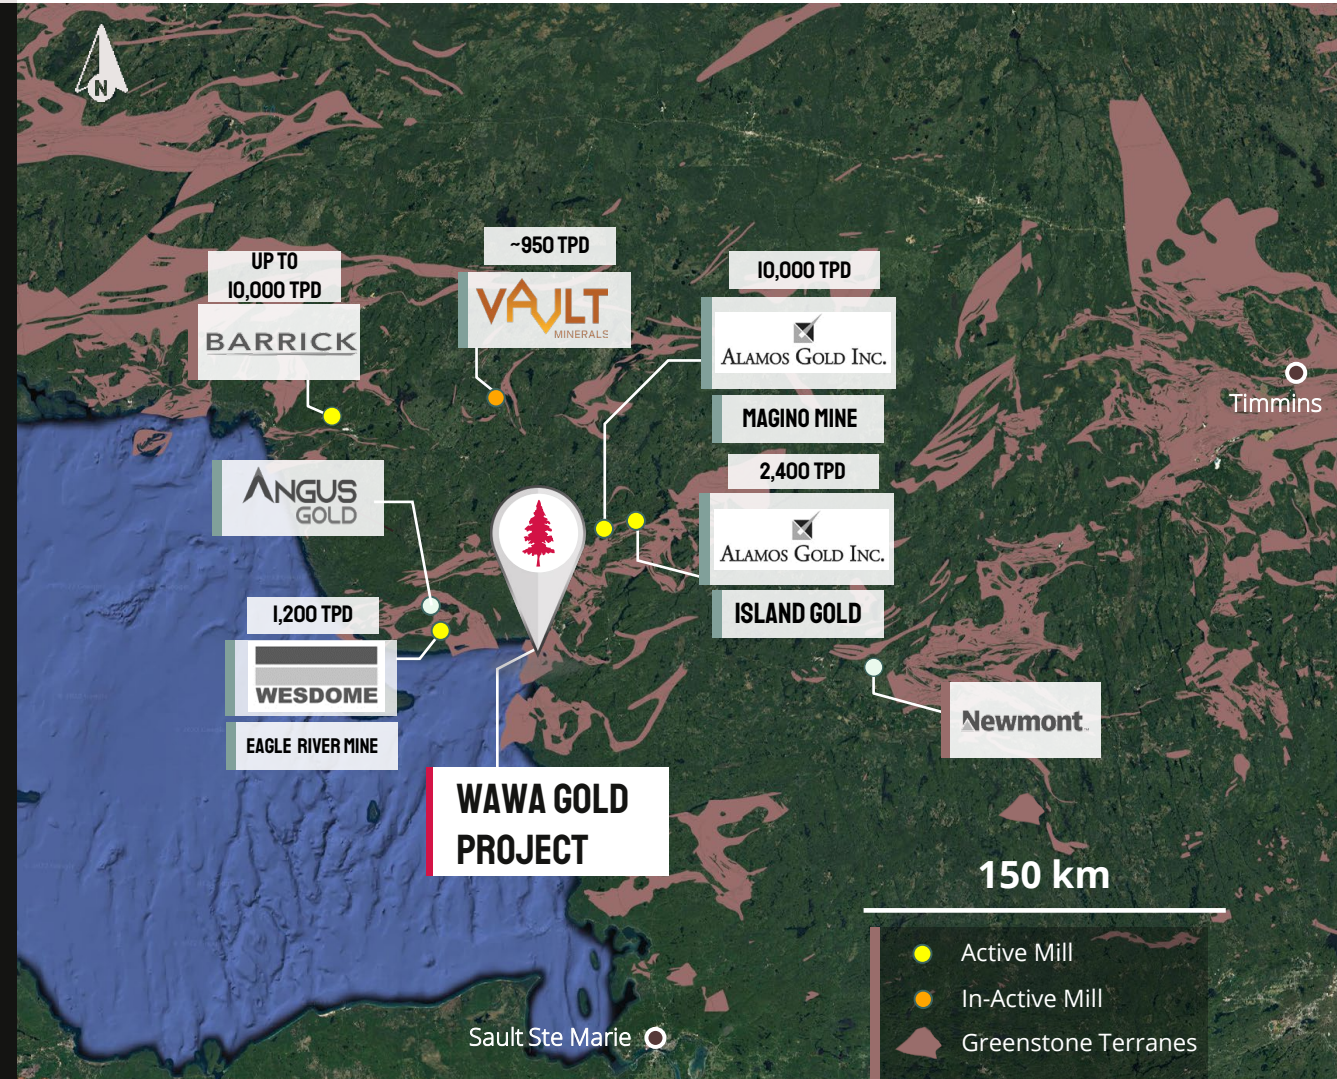 N
~950 TPD
UP TO
10,000 TPD
10,000 TPD
VAULT
MINERALS
BARRICK
ALAMOS GOLD INC.
MAGINO MINE
Timmins
2,400 TPD
ANGUS
GOLD
ALAMOS GOLD INC.
ISLAND GOLD
1,200 TPD
WESDOME
EAGLE RIVER MINE
Newmont
WAWA GOLD
PROJECT
150 km
Active Mill
In-Active Mill
Greenstone Terranes
Sault Ste Marie